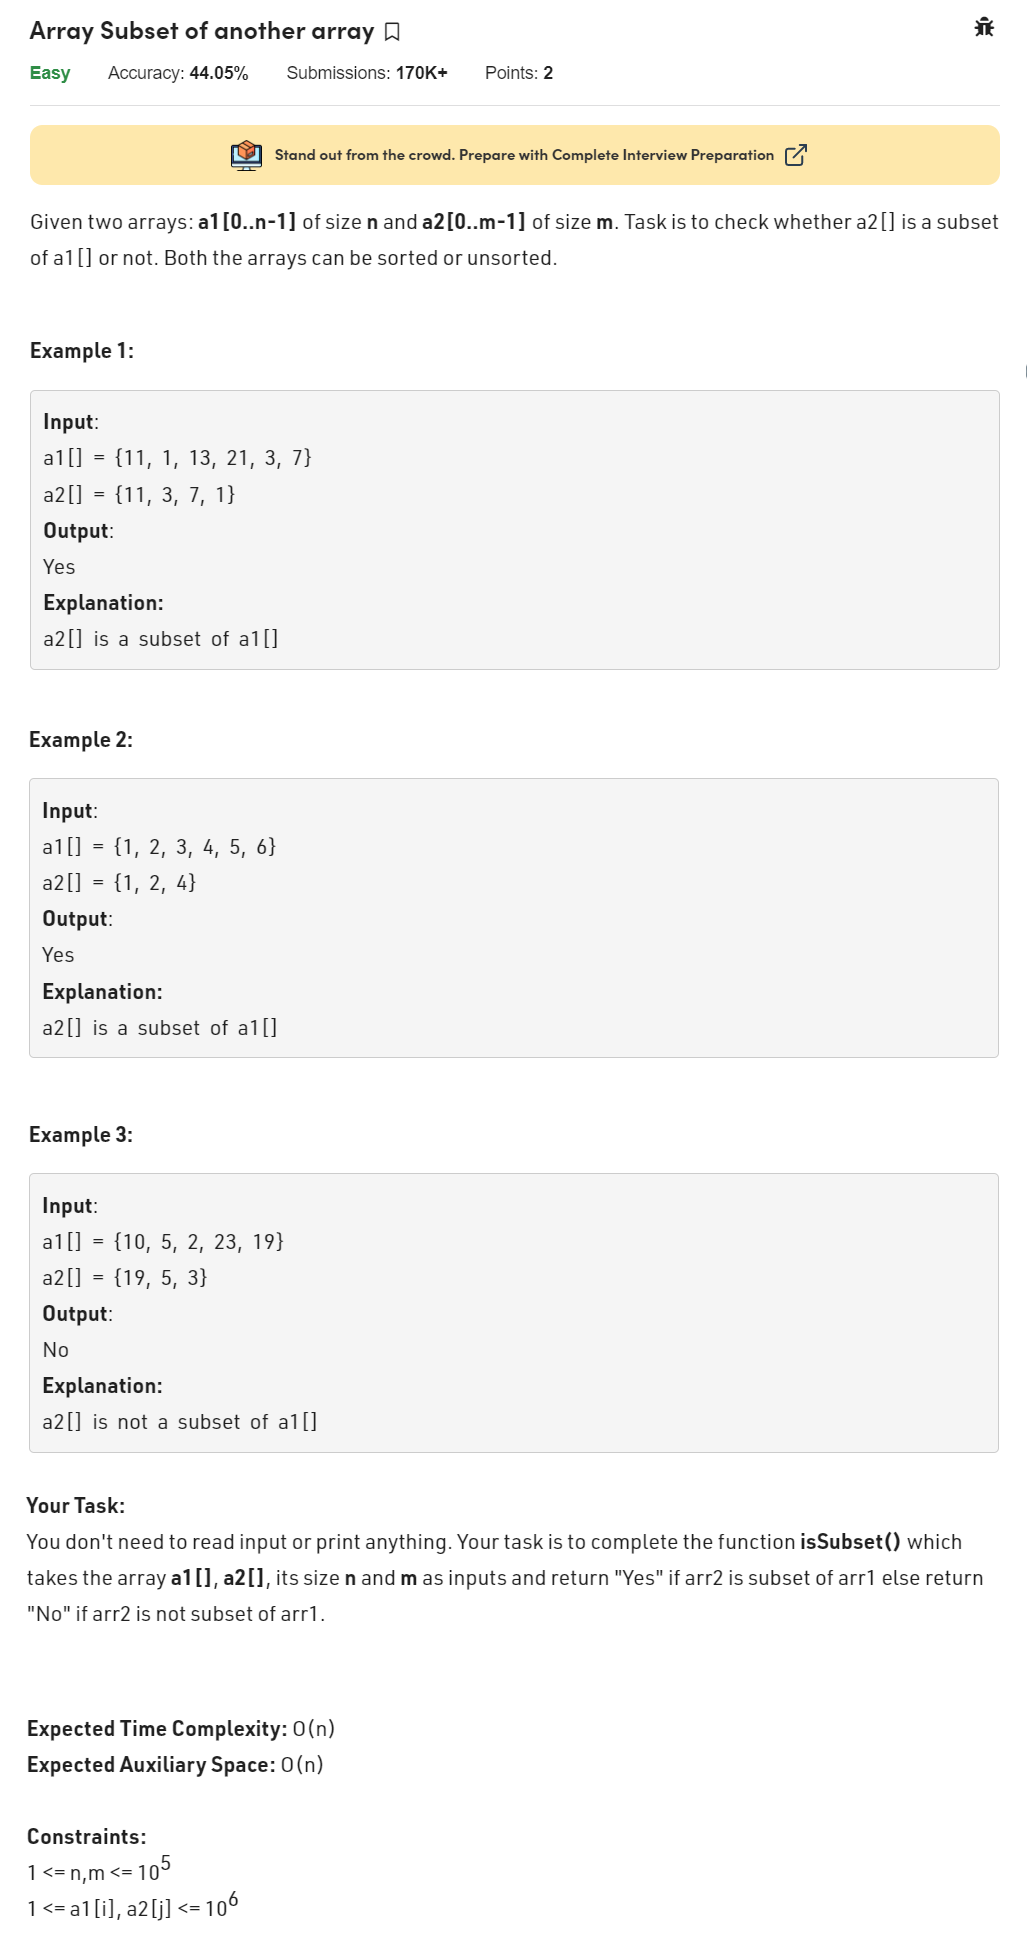 Array Subset of another array
Easy Accuracy: 44.05% Submissions: 170K+ Points: 2
Stand out from the crowd. Prepare with Complete Interview Preparation
Given two arrays: a1[0..n-1] of size n and a2[0..m-1] of size m. Task is to check whether a2[] is a subset
of a1[] or not. Both the arrays can be sorted or unsorted.
Example 1:
Input:
a1[] = {11, 1, 13, 21, 3, 7}
a2[] = {11, 3, 7, 1}
Output:
Yes
Explanation:
a2[] is a subset of a1[]
Example 2:
Input:
a1[] = {1, 2, 3, 4, 5, 6}
a2[] = {1, 2, 4}
Output:
Yes
Explanation:
a2[] is a subset of a1[]
Example 3:
Input:
a1[] = {10, 5, 2, 23, 19}
a2[] = {19, 5, 3}
Output:
No
Explanation:
a2[] is not a subset of a1[]
Your Task:
You don't need to read input or print anything. Your task is to complete the function isSubset() which
takes the array a1[], a2[], its size n and m as inputs and return "Yes" if arr2 is subset of arr1 else return
"No" if arr2 is not subset of arr1.
Expected Time Complexity: O(n)
Expected Auxiliary Space: O(n)
Constraints:
1 <= n,m <= 10^5
1 <= a1[i], a2[j] <= 10^6